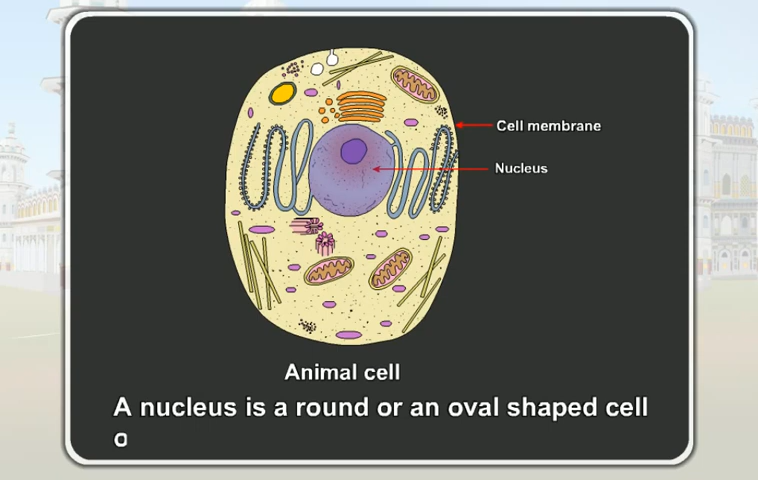 Cell membrane
Nucleus
Animal cell
A nucleus is a round or an oval shaped cell
o